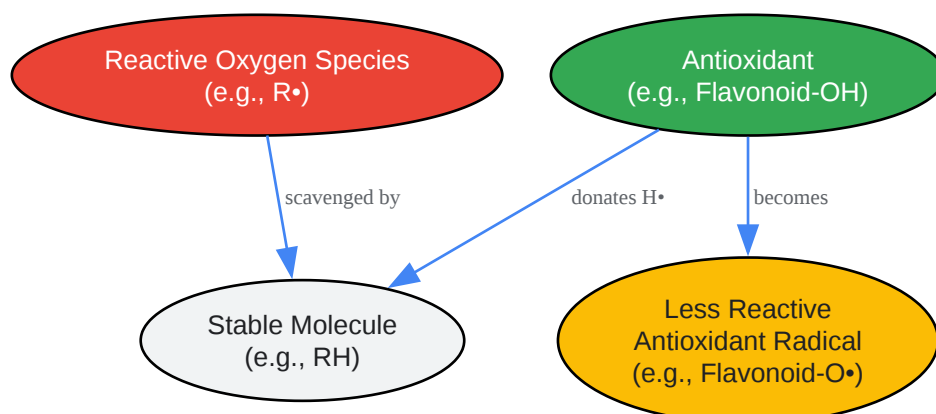 Reactive Oxygen Species
(e.g., R•)
Antioxidant
(e.g., Flavonoid-OH)
scavenged by
donates H•
becomes
Stable Molecule
(e.g., RH)
Less Reactive
Antioxidant Radical
(e.g., Flavonoid-O•)